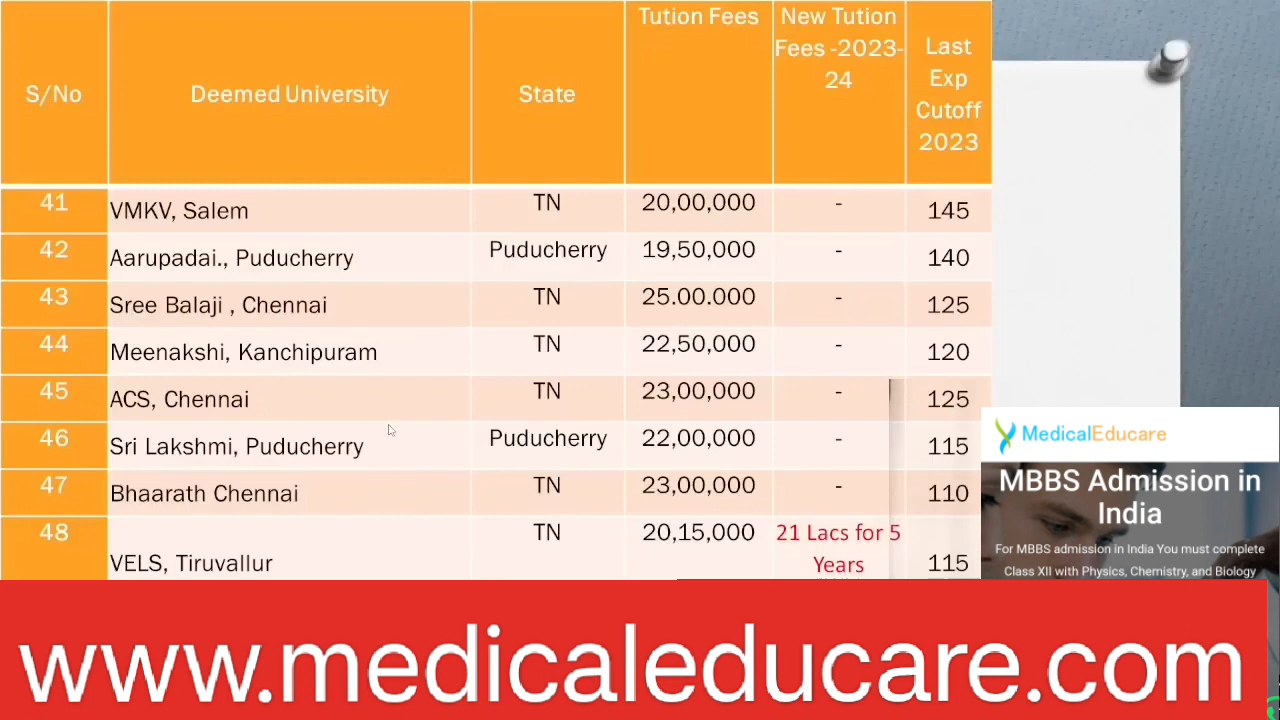 S/No Deemed University State Tution Fees New Tution Fees -2023-24 Last Exp Cutoff 2023
41 VMKV, Salem TN 20,00,000 - 145
42 Aarupadai., Puducherry Puducherry 19,50,000 - 140
43 Sree Balaji , Chennai TN 25.00.000 - 125
44 Meenakshi, Kanchipuram TN 22,50,000 - 120
45 ACS, Chennai TN 23,00,000 - 125
46 Sri Lakshmi, Puducherry Puducherry 22,00,000 - 115
47 Bhaarath Chennai TN 23,00,000 - 110
48 VELS, Tiruvallur TN 20,15,000 21 Lacs for 5 Years 115
MedicalEducare
MBBS Admission in
India
For MBBS admission in India You must complete
Class XII with Physics, Chemistry, and Biology
www.medicaleducare.com